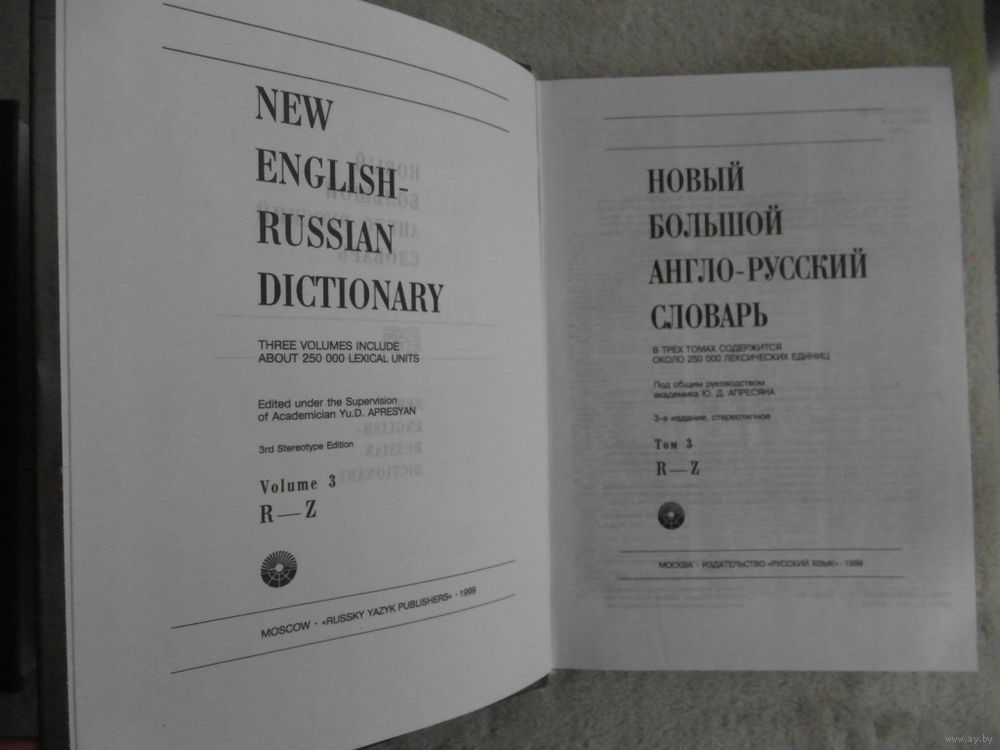 NEW
ENGLISH-
RUSSIAN
DICTIONARY
THREE VOLUMES INCLUDE
ABOUT 250 000 LEXICAL UNITS
Edited under the Supervision
of Academician Yu.D. APRESYAN
3rd Stereotype Edition
Volume 3
R—Z
MOSCOW · «RUSSKY YAZYK PUBLISHERS» · 1999
НОВЫЙ
БОЛЬШОЙ
АНГЛО-РУССКИЙ
СЛОВАРЬ
В ТРЕХ ТОМАХ СОДЕРЖИТСЯ
ОКОЛО 250 000 ЛЕКСИЧЕСКИХ ЕДИНИЦ
Под общим руководством
академика Ю. Д. АПРЕСЯНА
3-е издание, стереотипное
Том 3
R—Z
МОСКВА · ИЗДАТЕЛЬСТВО «РУССКИЙ ЯЗЫК» · 1999
www.ay.by